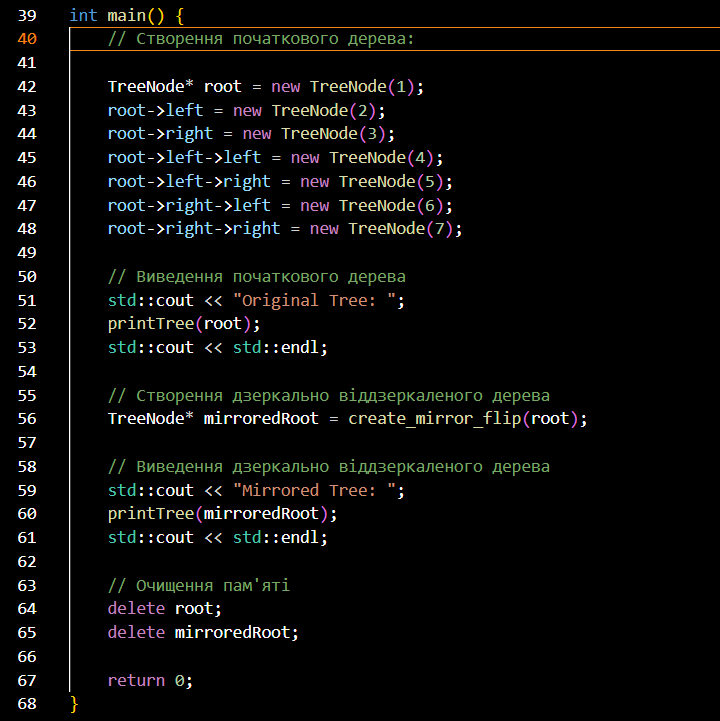 39 int main() {
40 // Створення початкового дерева:
41
42 TreeNode* root = new TreeNode(1);
43 root->left = new TreeNode(2);
44 root->right = new TreeNode(3);
45 root->left->left = new TreeNode(4);
46 root->left->right = new TreeNode(5);
47 root->right->left = new TreeNode(6);
48 root->right->right = new TreeNode(7);
49
50 // Виведення початкового дерева
51 std::cout << "Original Tree: ";
52 printTree(root);
53 std::cout << std::endl;
54
55 // Створення дзеркально віддзеркаленого дерева
56 TreeNode* mirroredRoot = create_mirror_flip(root);
57
58 // Виведення дзеркально віддзеркаленого дерева
59 std::cout << "Mirrored Tree: ";
60 printTree(mirroredRoot);
61 std::cout << std::endl;
62
63 // Очищення пам'яті
64 delete root;
65 delete mirroredRoot;
66
67 return 0;
68 }